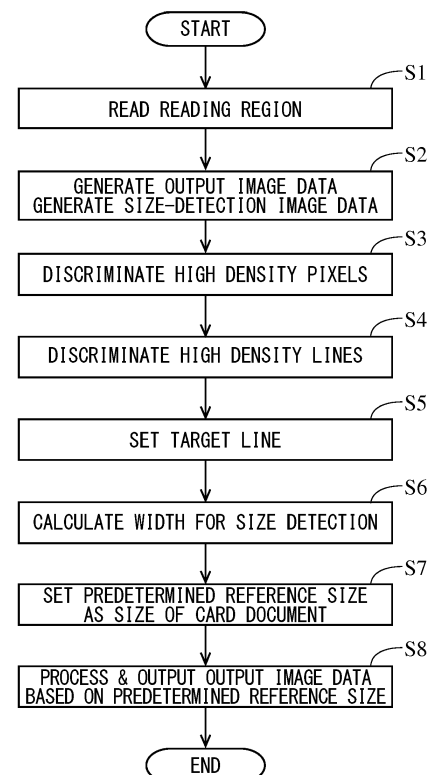 START
S1
READ READING REGION
S2
GENERATE OUTPUT IMAGE DATA
GENERATE SIZE-DETECTION IMAGE DATA
S3
DISCRIMINATE HIGH DENSITY PIXELS
S4
DISCRIMINATE HIGH DENSITY LINES
S5
SET TARGET LINE
S6
CALCULATE WIDTH FOR SIZE DETECTION
S7
SET PREDETERMINED REFERENCE SIZE
AS SIZE OF CARD DOCUMENT
S8
PROCESS & OUTPUT OUTPUT IMAGE DATA
BASED ON PREDETERMINED REFERENCE SIZE
END